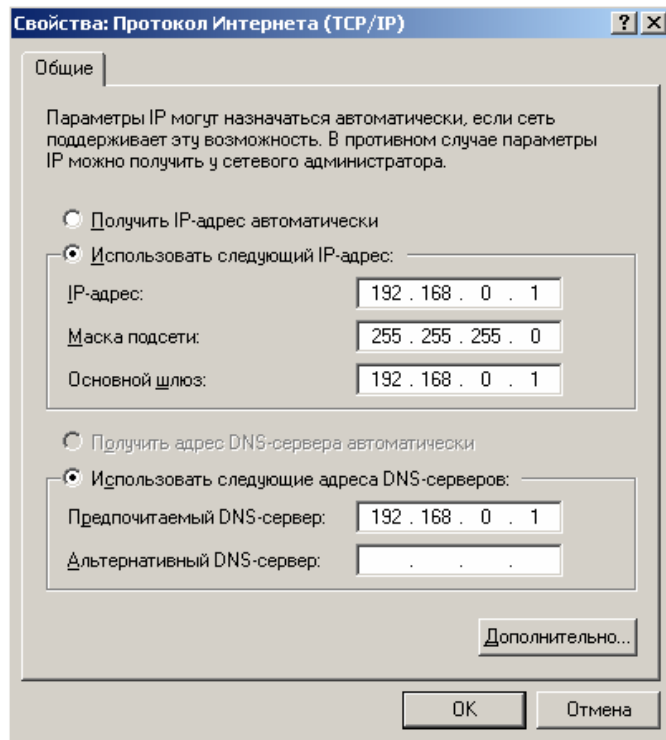 Свойства: Протокол Интернета (TCP/IP)
Общие
Параметры IP могут назначаться автоматически, если сеть
поддерживает эту возможность. В противном случае параметры
IP можно получить у сетевого администратора.
Получить IP-адрес автоматически
Использовать следующий IP-адрес:
IP-адрес: 192 . 168 . 0 . 1
Маска подсети: 255 . 255 . 255 . 0
Основной шлюз: 192 . 168 . 0 . 1
Получить адрес DNS-сервера автоматически
Использовать следующие адреса DNS-серверов:
Предпочитаемый DNS-сервер: 192 . 168 . 0 . 1
Альтернативный DNS-сервер: . . .
Дополнительно...
OK Отмена